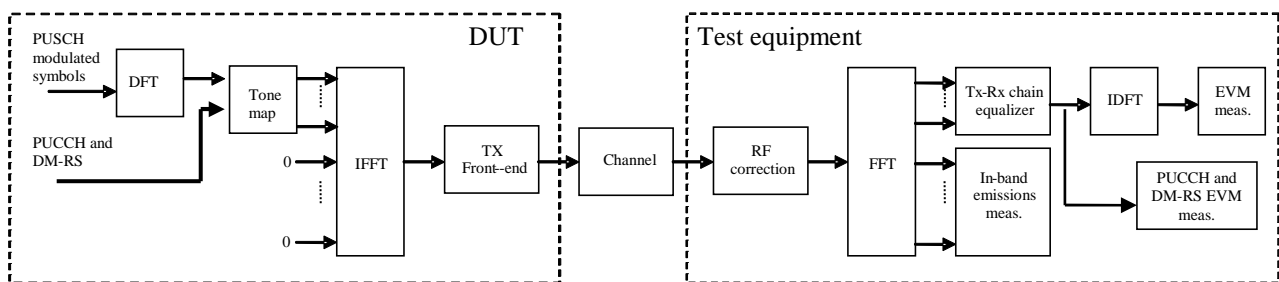 DUT
PUSCH
modulated
symbols
DFT
Tone
map
PUCCH and
DM-RS
0
0
IFFT
TX
Front--end
Channel
Test equipment
RF
correction
FFT
Tx-Rx chain
equalizer
IDFT
EVM
meas.
In-band
emissions
meas.
PUCCH and
DM-RS EVM
meas.